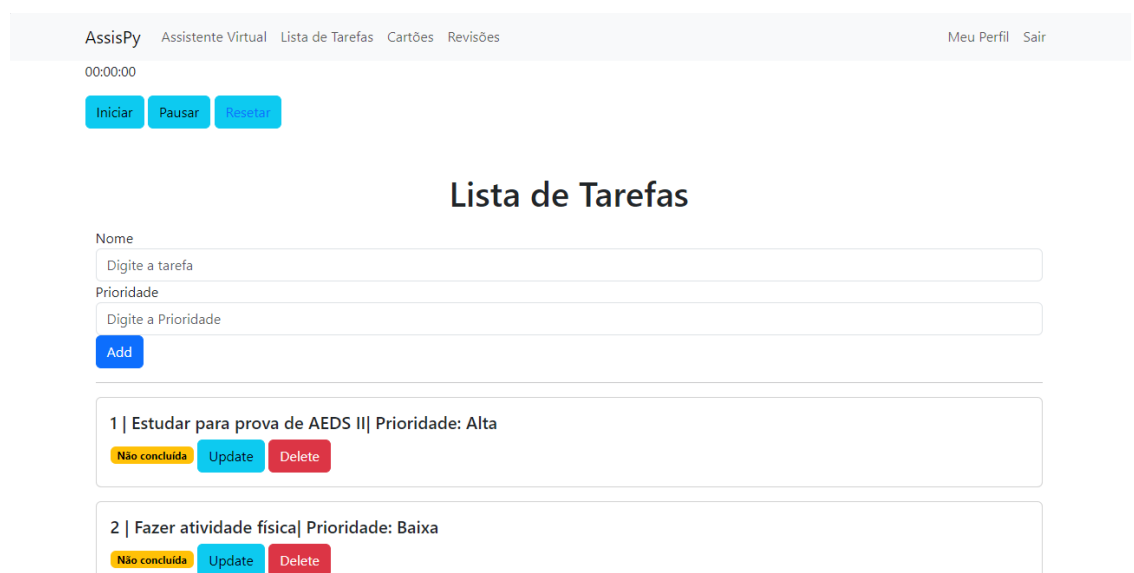 AssisPy Assistente Virtual Lista de Tarefas Cartões Revisões Meu Perfil Sair
00:00:00
Iniciar Pausar Resetar
Lista de Tarefas
Nome
Digite a tarefa
Prioridade
Digite a Prioridade
Add
1 | Estudar para prova de AEDS II| Prioridade: Alta
Não concluída Update Delete
2 | Fazer atividade física| Prioridade: Baixa
Não concluída Update Delete